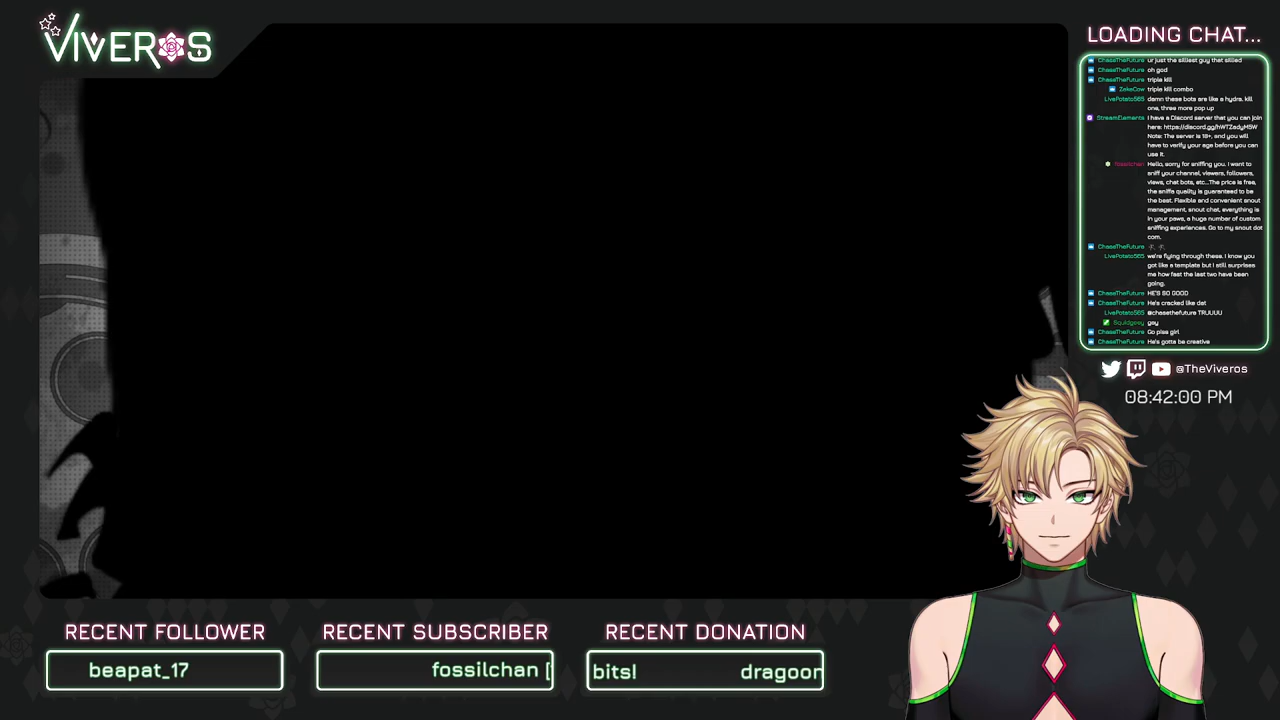 VIVEROS
LOADING CHAT...
ChaseTheFuture ur just the silliest guy that sillied
ChaseTheFuture oh god
ChaseTheFuture triple kill
ZekeCow triple kill combo
LivePotato565 damn these bots are like a hydra. kill
one, three more pop up
StreamElements I have a Discord server that you can join
here: https://discord.gg/hWTZadyMSW
Note: The server is 18+, and you will
have to verify your age before you can
use it.
fossilchan Hello, sorry for sniffing you. I want to
sniff your channel, viewers, followers,
views, chat bots, etc...The price is free,
the sniffs quality is guaranteed to be
the best. Flexible and convenient snout
management, snout chat, everything is
in your paws, a huge number of custom
sniffing experiences. Go to my snout dot
com.
ChaseTheFuture
LivePotato565 we're flying through these. I know you
got like a template but I still surprises
me how fast the last two have been
going.
ChaseTheFuture HE'S SO GOOD
ChaseTheFuture He's cracked like dat
LivePotato565 @chasethefuture TRUUUU
Squidgeey yay
ChaseTheFuture Go piss girl
ChaseTheFuture He's gotta be creative
@TheViveros
08:42:00 PM
RECENT FOLLOWER
beapat_17
RECENT SUBSCRIBER
fossilchan [
RECENT DONATION
bits! dragoon